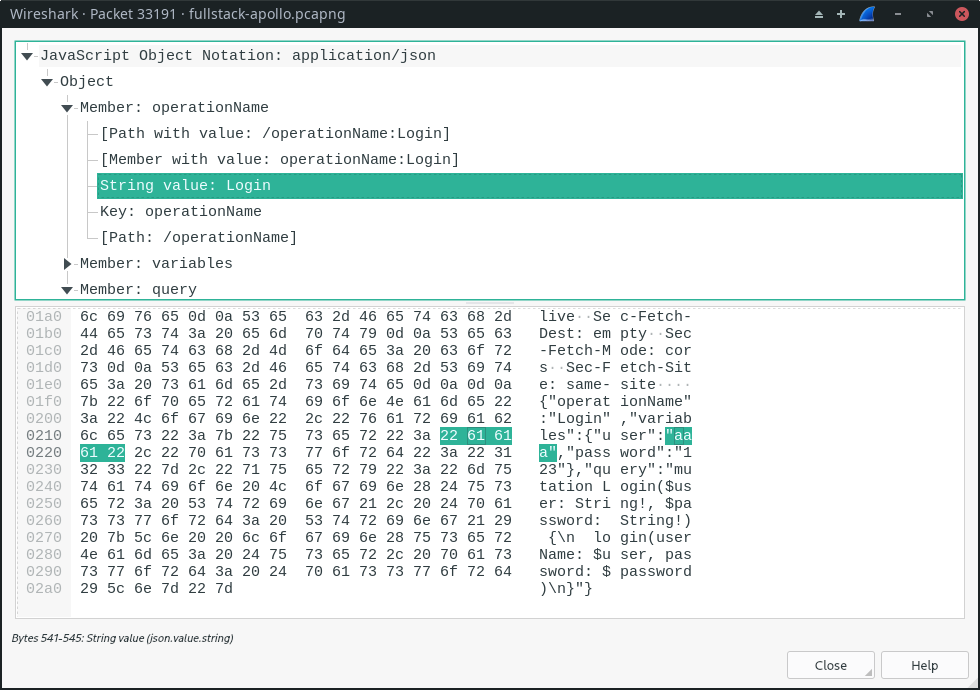 Wireshark · Packet 33191 · fullstack-apollo.pcapng
JavaScript Object Notation: application/json
Object
Member: operationName
[Path with value: /operationName:Login]
[Member with value: operationName:Login]
String value: Login
Key: operationName
[Path: /operationName]
Member: variables
Member: query
01a0 6c 69 76 65 0d 0a 53 65 63 2d 46 65 74 63 68 2d live··Se c-Fetch-
01b0 44 65 73 74 3a 20 65 6d 70 74 79 0d 0a 53 65 63 Dest: em pty··Sec
01c0 2d 46 65 74 63 68 2d 4d 6f 64 65 3a 20 63 6f 72 -Fetch-M ode: cor
01d0 73 0d 0a 53 65 63 2d 46 65 74 63 68 2d 53 69 74 s··Sec-F etch-Sit
01e0 65 3a 20 73 61 6d 65 2d 73 69 74 65 0d 0a 0d 0a e: same- site····
01f0 7b 22 6f 70 65 72 61 74 69 6f 6e 4e 61 6d 65 22 {"operat ionName"
0200 3a 22 4c 6f 67 69 6e 22 2c 22 76 61 72 69 61 62 :"Login" ,"variab
0210 6c 65 73 22 3a 7b 22 75 73 65 72 22 3a 22 61 61 les":{"u ser":"aa
0220 61 22 2c 22 70 61 73 73 77 6f 72 64 22 3a 22 31 a","pass word":"1
0230 32 33 22 7d 2c 22 71 75 65 72 79 22 3a 22 6d 75 23"},"qu ery":"mu
0240 74 61 74 69 6f 6e 20 4c 6f 67 69 6e 28 24 75 73 tation L ogin($us
0250 65 72 3a 20 53 74 72 69 6e 67 21 2c 20 24 70 61 er: Stri ng!, $pa
0260 73 73 77 6f 72 64 3a 20 53 74 72 69 6e 67 21 29 ssword:  String!)
0270 20 7b 5c 6e 20 20 6c 6f 67 69 6e 28 75 73 65 72 {\n  lo gin(user
0280 4e 61 6d 65 3a 20 24 75 73 65 72 2c 20 70 61 73 Name: $u ser, pas
0290 73 77 6f 72 64 3a 20 24 70 61 73 73 77 6f 72 64 sword: $ password
02a0 29 5c 6e 7d 22 7d )\n}"}
Bytes 541-545: String value (json.value.string)
Close Help